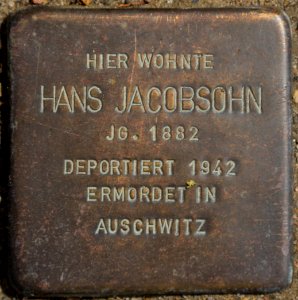 HIER WOHNTE
HANS JACOBSOHN
JG. 1882
DEPORTIERT 1942
ERMORDET IN
AUSCHWITZ